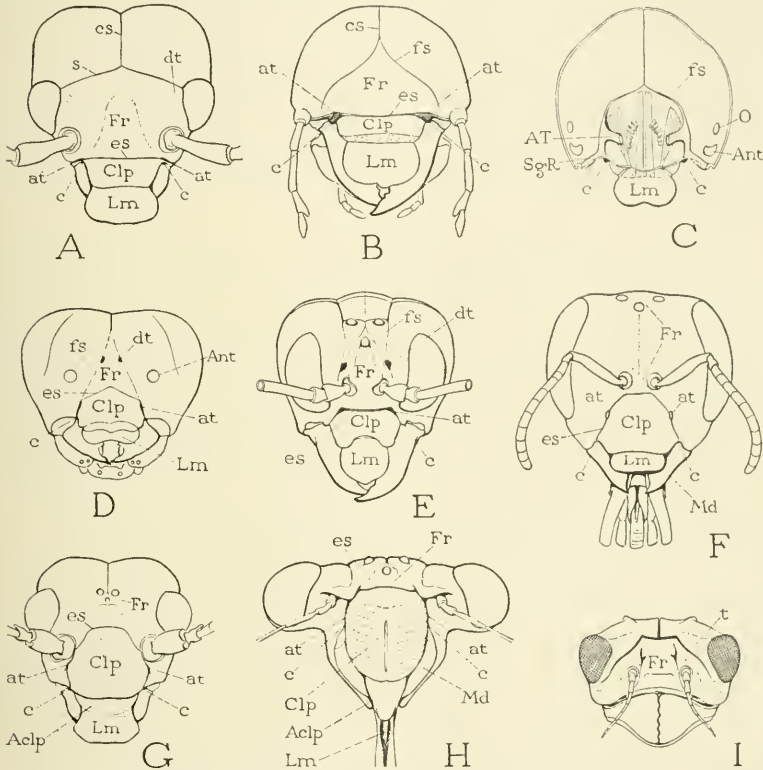 cs
s
dt
Fr
es
at
at
c
Clp
c
Lm
A
cs
fs
at
at
Fr
es
Clp
c
c
Lm
B
fs
AT
O
SgR
Ant
c
Lm
c
C
fs
dt
Fr
Ant
es
Clp
at
c
Lm
D
fs
dt
Fr
at
Clp
es
Lm
c
E
Fr
at
at
es
Clp
c
Lm
c
Md
F
Fr
es
Clp
at
at
c
c
Aclp
Lm
G
es
Fr
at
at
c
c
Clp
Md
Aclp
Lm
H
t
Fr
I